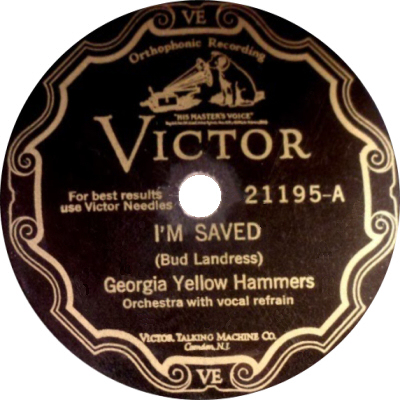 VE
Orthophonic Recording
"HIS MASTER'S VOICE"
VICTOR
For best results
use Victor Needles
21195-A
I'M SAVED
(Bud Landress)
Georgia Yellow Hammers
Orchestra with vocal refrain
VICTOR TALKING MACHINE CO.
Camden, N.J.
VE